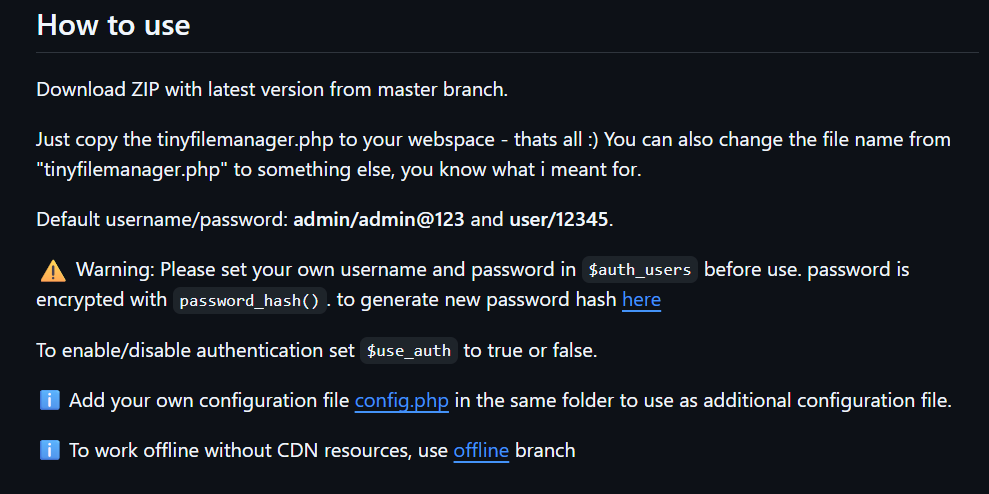 How to use
Download ZIP with latest version from master branch.
Just copy the tinyfilemanager.php to your webspace - thats all :) You can also change the file name from
"tinyfilemanager.php" to something else, you know what i meant for.
Default username/password: admin/admin@123 and user/12345.
⚠️ Warning: Please set your own username and password in $auth_users before use. password is
encrypted with password_hash(). to generate new password hash here
To enable/disable authentication set $use_auth to true or false.
ℹ️ Add your own configuration file config.php in the same folder to use as additional configuration file.
ℹ️ To work offline without CDN resources, use offline branch